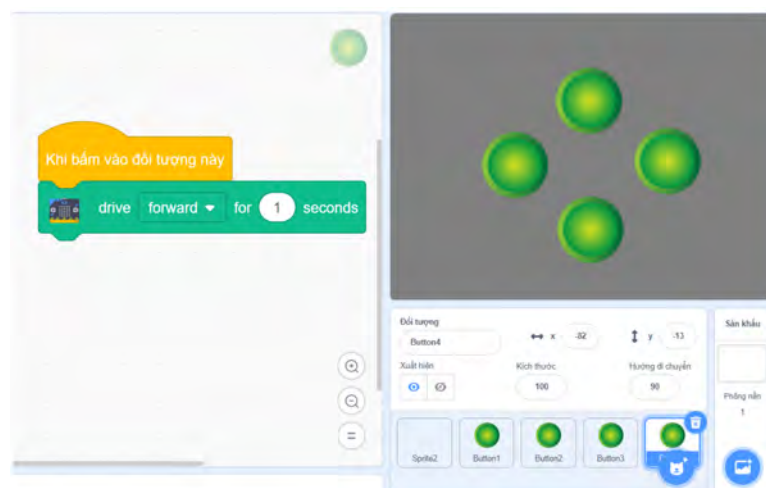 Khi bấm vào đối tượng này
drive forward for 1 seconds
Đối tượng
Button4
x -82
y -13
Sân khấu
Xuất hiện
Kích thước
Hướng di chuyển
100
90
Phông nền
1
Sprite2
Button1
Button2
Button3